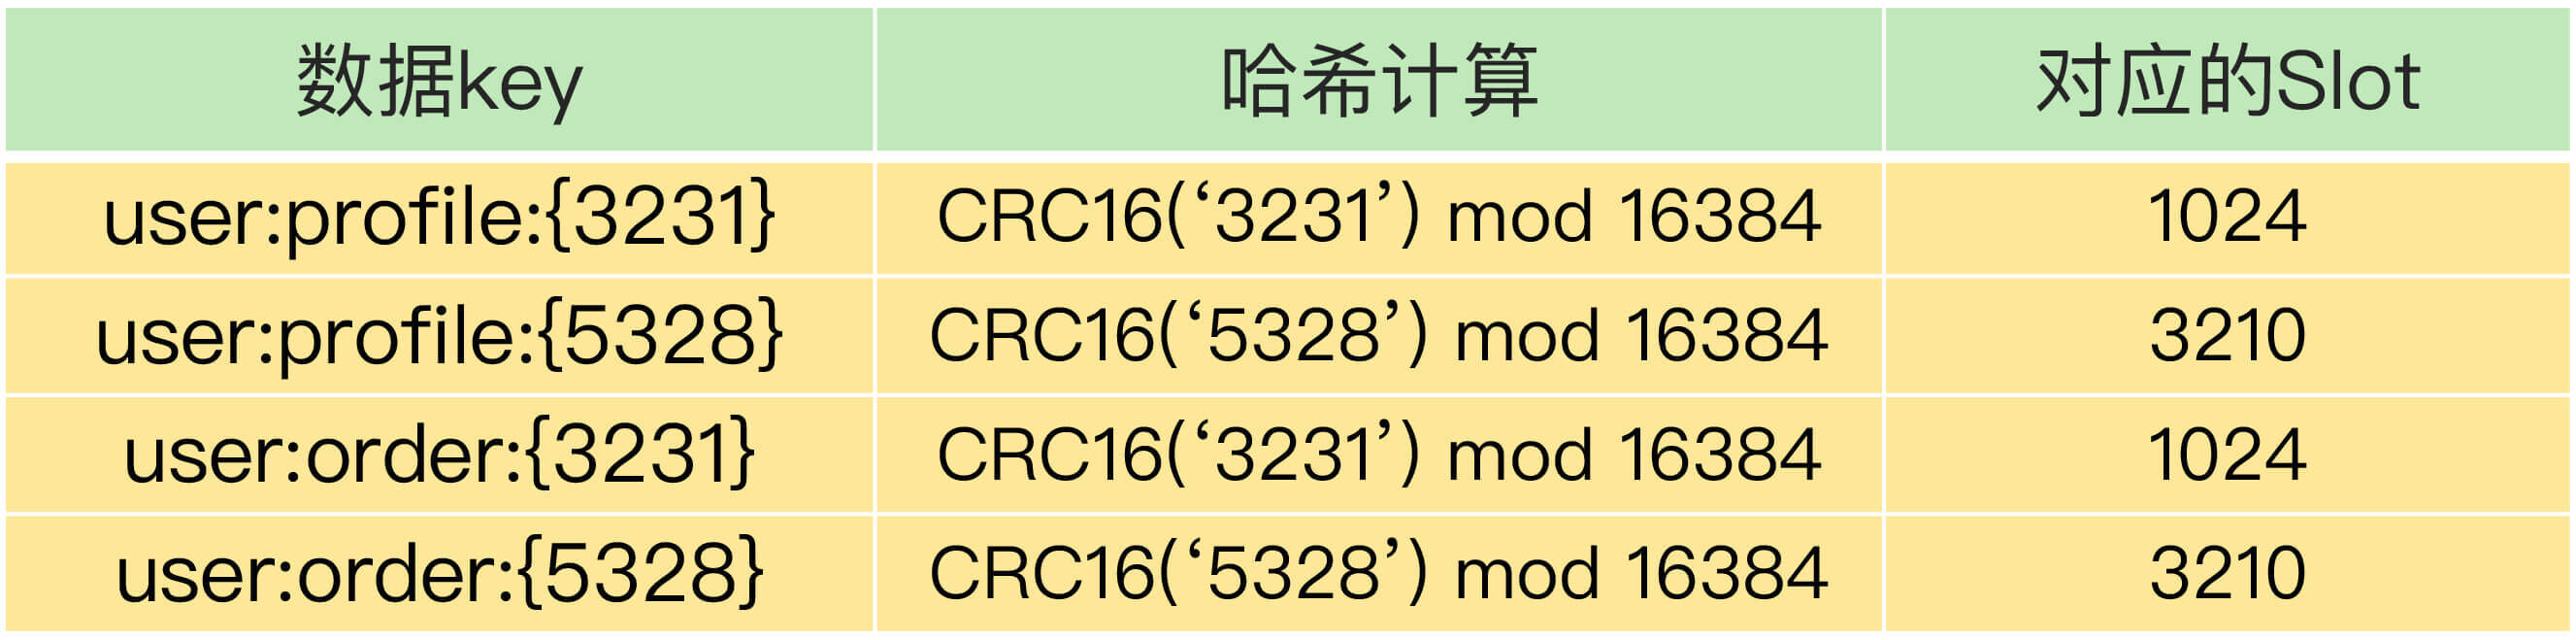 数据key 哈希计算 对应的Slot
user:profile:{3231} CRC16(‘3231’) mod 16384 1024
user:profile:{5328} CRC16(‘5328’) mod 16384 3210
user:order:{3231} CRC16(‘3231’) mod 16384 1024
user:order:{5328} CRC16(‘5328’) mod 16384 3210